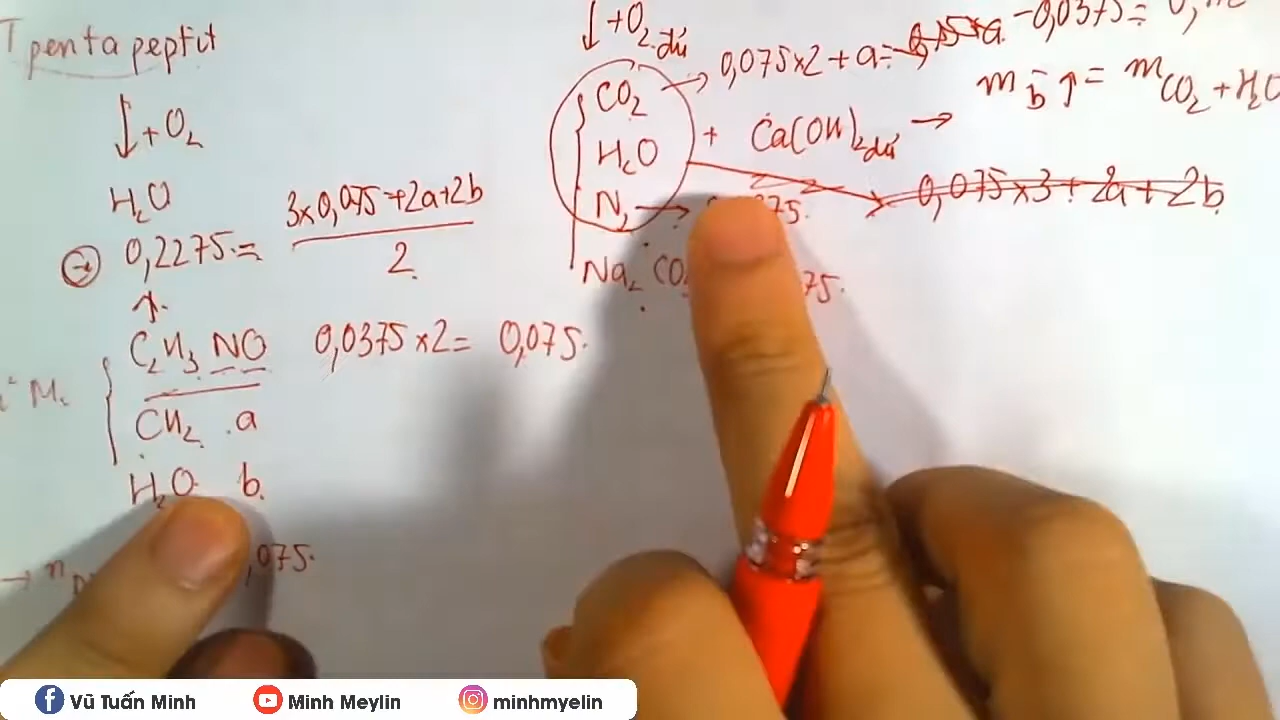 T pentapeptit
↓ +O₂
H₂O
→ 0,2275 = (3×0,075 + 2a + 2b) / 2
C₂H₃NO 0,0375×2 = 0,075.
CH₂ a
H₂O b
↓ +O₂ dư
CO₂ → 0,075×2 + a - 0,0375 =
H₂O + Ca(OH)₂ dư →
N₂ →
Na₂CO
m b̄ ↑ = m CO₂ + H₂O
0,075×3 + 2a + 2b
,075.
Vũ Tuấn Minh Minh Meylin minhmyelin